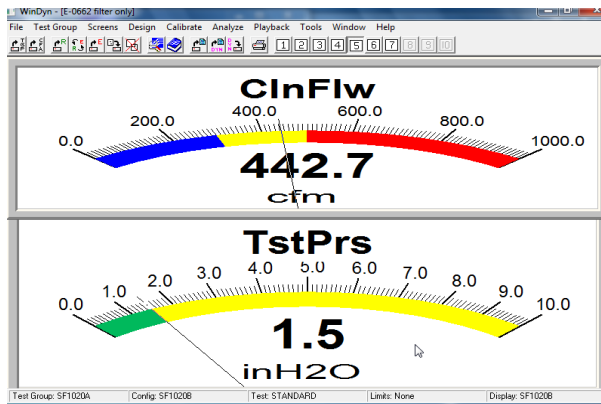 WinDyn - [E-066Z filter only]
File Test Group Screens Design Calibrate Analyze Playback Tools Window Help
1 2 3 4 5 6 7 8 9 10
ClnFlw
0.0 200.0 400.0 600.0 800.0 1000.0
442.7
cfm
TstPrs
0.0 1.0 2.0 3.0 4.0 5.0 6.0 7.0 8.0 9.0 10.0
1.5
inH2O
Test Group: SF1020A Config: SF1020B Test: STANDARD Limits: None Display: SF1020B